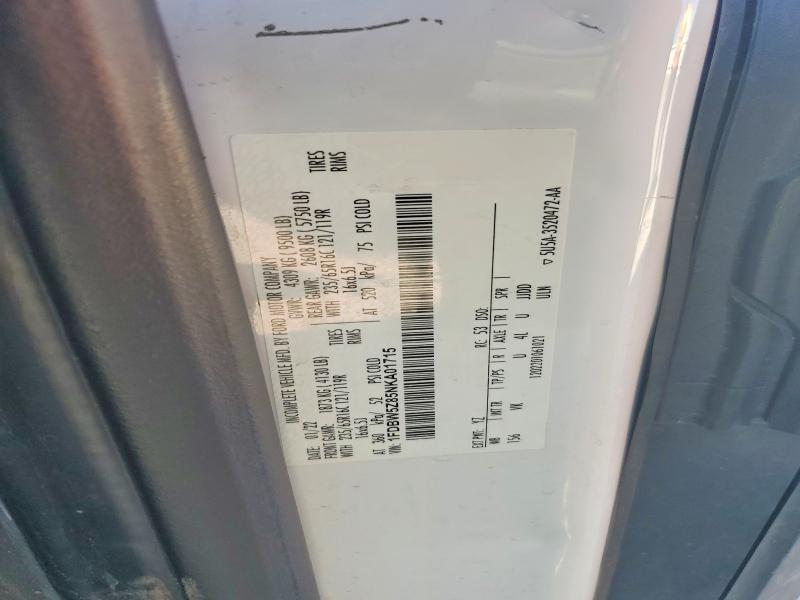 INCOMPLETE VEHICLE MFD. BY FORD MOTOR COMPANY
DATE: 01/22 GVWR: 4309 KG ( 9500 LB)
FRONT GAWR: 1873 KG ( 4130 LB) REAR GAWR: 2608 KG ( 5750 LB)
WITH 235/65R16C 121/119R TIRES WITH 235/65R16C 121/119R TIRES
16x6.5J RIMS 16x6.5J RIMS
AT 360 kPa/ 52 PSI COLD AT 520 kPa/ 75 PSI COLD
VIN: 1FDBW5Z85NKA01715
EXT PNT: YZ RC: 53 DSO:
WB INT TR TP/PS R AXLE TR SPR
156 VK U 4L U JJDD
1202201061021 ULN
▽ 5U5A-3520472-AA